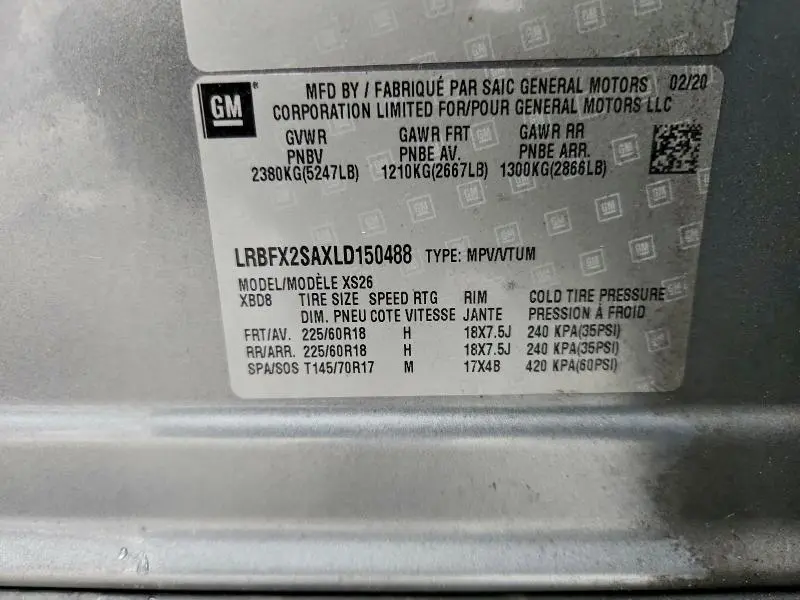 GM
MFD BY / FABRIQUÉ PAR SAIC GENERAL MOTORS 02/20
CORPORATION LIMITED FOR/POUR GENERAL MOTORS LLC
GVWR GAWR FRT GAWR RR
PNBV PNBE AV. PNBE ARR.
2380KG(5247LB) 1210KG(2667LB) 1300KG(2866LB)
LRBFX2SAXLD150488 TYPE: MPV/VTUM
MODEL/MODÈLE XS26
XBD8 TIRE SIZE SPEED RTG RIM COLD TIRE PRESSURE
DIM. PNEU COTE VITESSE JANTE PRESSION À FROID
FRT/AV. 225/60R18 H 18X7.5J 240 KPA(35PSI)
RR/ARR. 225/60R18 H 18X7.5J 240 KPA(35PSI)
SPA/SOS T145/70R17 M 17X4B 420 KPA(60PSI)